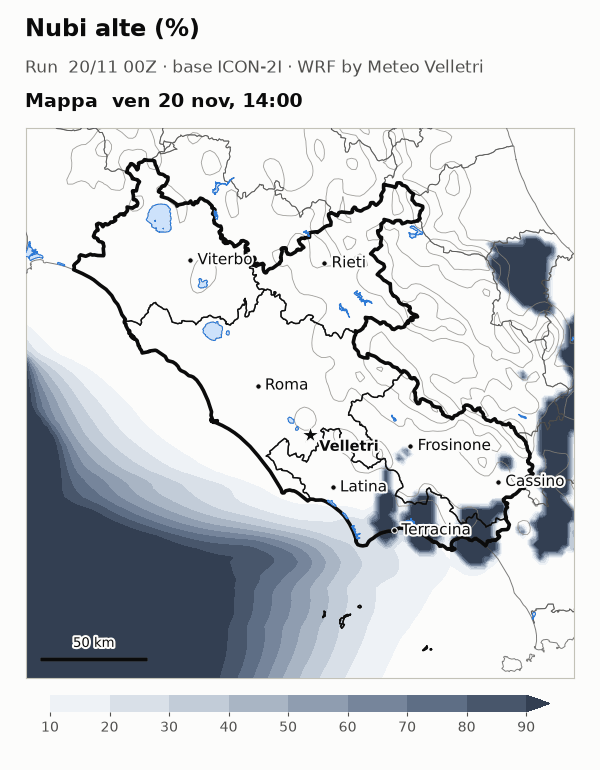 Nubi alte (%)
Run  20/11 00Z · base ICON-2I · WRF by Meteo Velletri
Mappa  ven 20 nov, 14:00
Viterbo
Rieti
Roma
Velletri
Frosinone
Cassino
Latina
Terracina
50 km
10 20 30 40 50 60 70 80 90